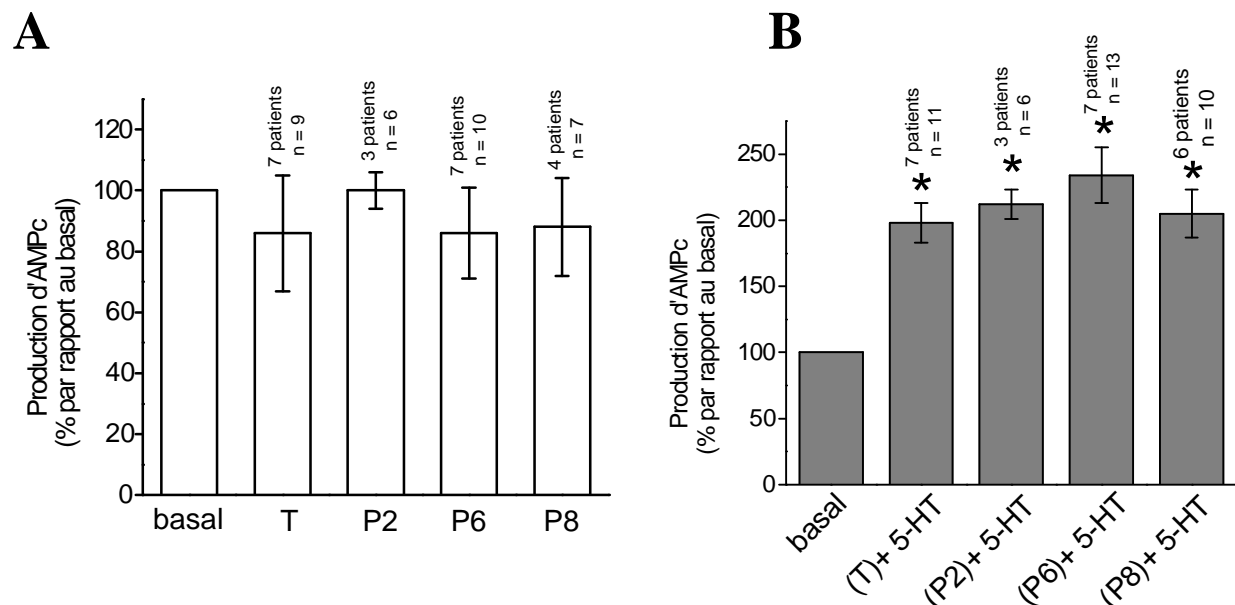 A
Production d'AMPc
(% par rapport au basal)
120
100
80
60
40
20
0
7 patients
n = 9
3 patients
n = 6
7 patients
n = 10
4 patients
n = 7
basal
T
P2
P6
P8
B
Production d'AMPc
(% par rapport au basal)
250
200
150
100
50
0
7 patients
n = 11
3 patients
n = 6
7 patients
n = 13
6 patients
n = 10
*
*
*
*
basal
(T)+ 5-HT
(P2)+ 5-HT
(P6)+ 5-HT
(P8)+ 5-HT